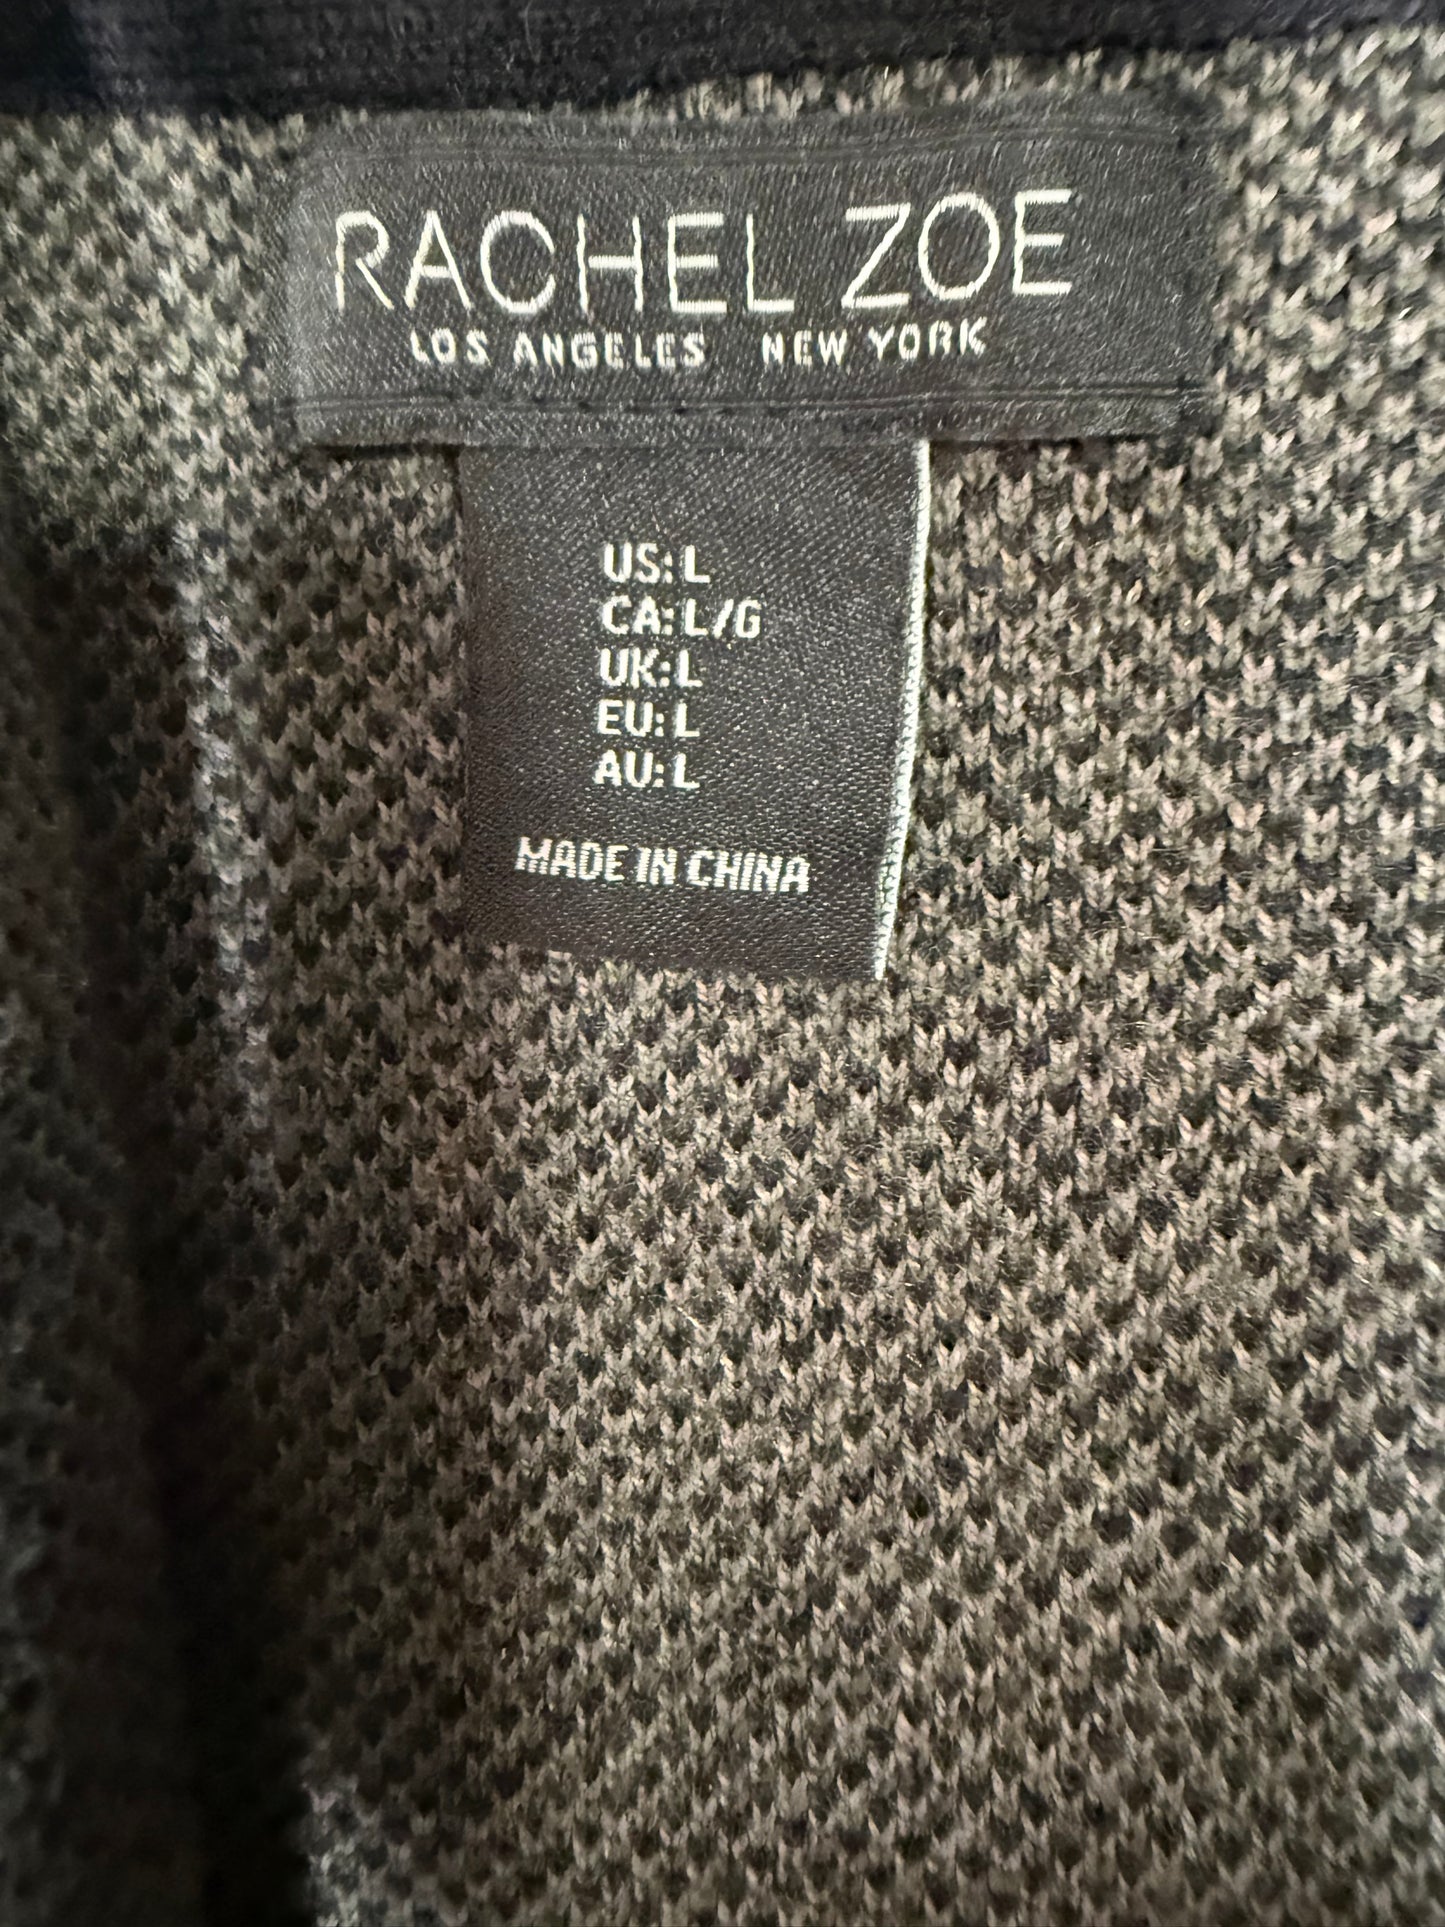 RACHEL ZOE
LOS ANGELES NEW YORK
US: L
CA: L/G
UK: L
EU: L
AU: L
MADE IN CHINA